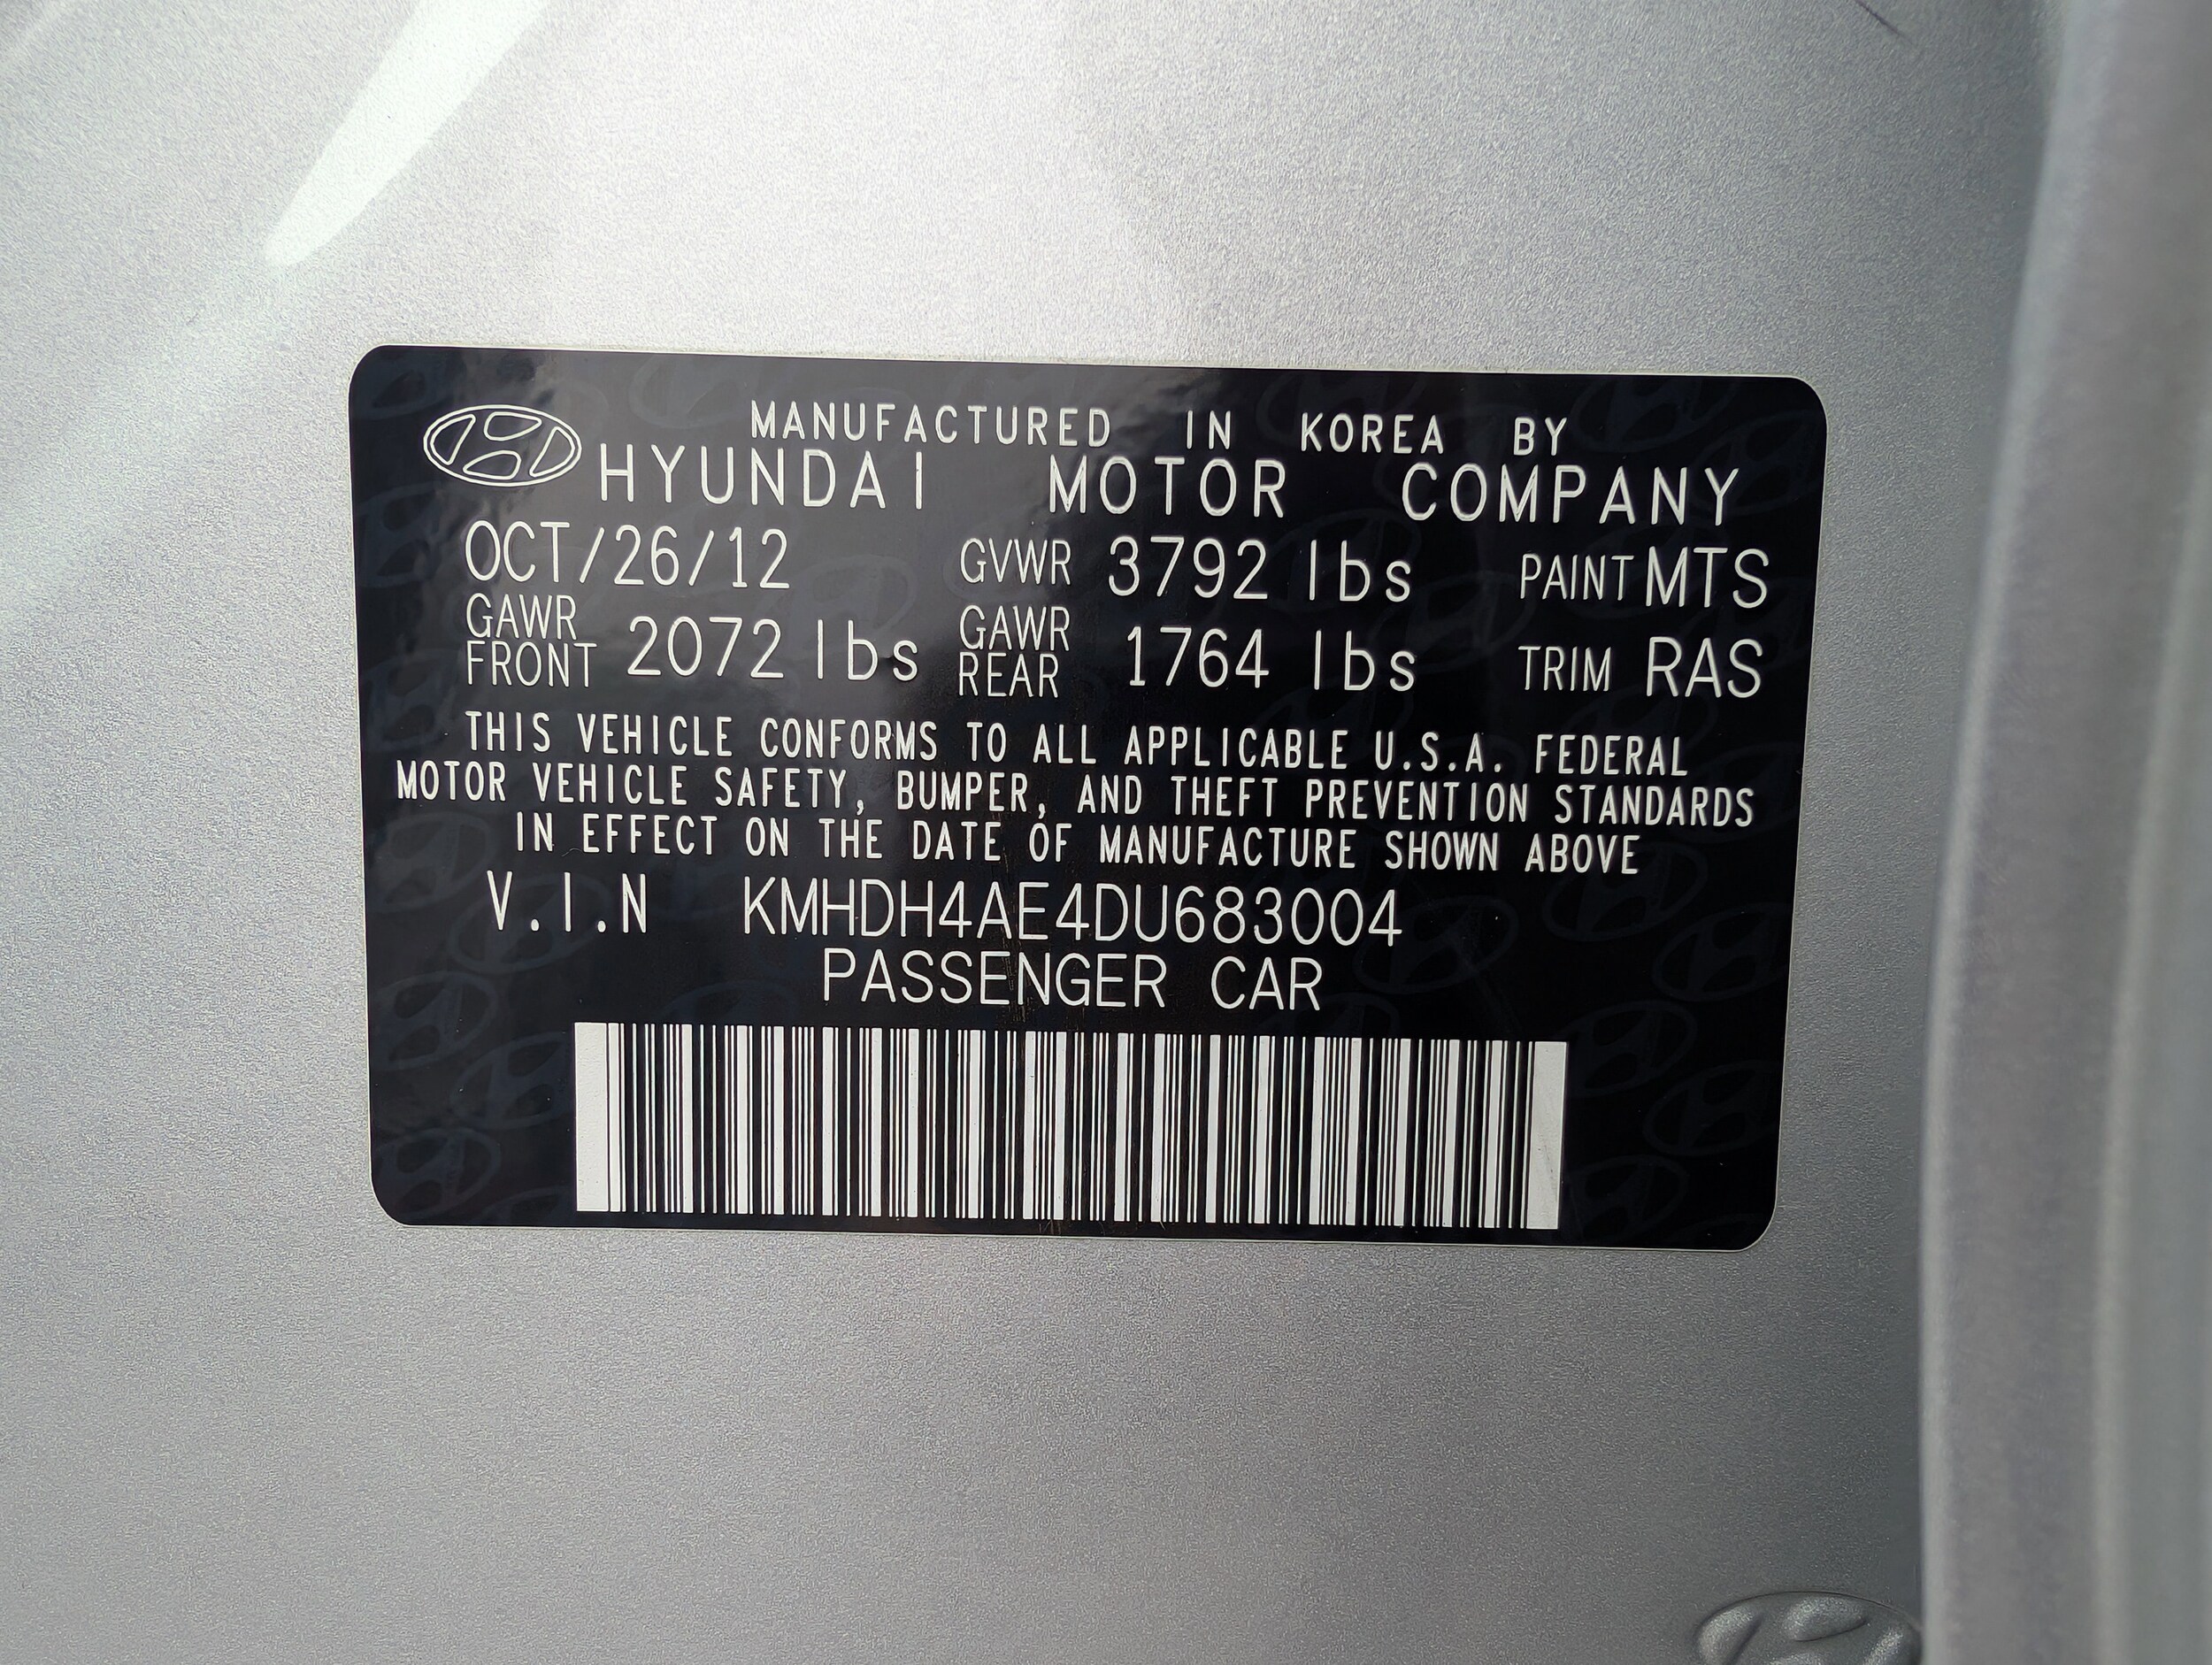 MANUFACTURED IN KOREA BY
HYUNDAI MOTOR COMPANY
OCT/26/12 GVWR 3792 lbs PAINT MTS
GAWR FRONT 2072 lbs GAWR REAR 1764 lbs TRIM RAS
THIS VEHICLE CONFORMS TO ALL APPLICABLE U.S.A. FEDERAL
MOTOR VEHICLE SAFETY, BUMPER, AND THEFT PREVENTION STANDARDS
IN EFFECT ON THE DATE OF MANUFACTURE SHOWN ABOVE
V.I.N KMHDH4AE4DU683004
PASSENGER CAR